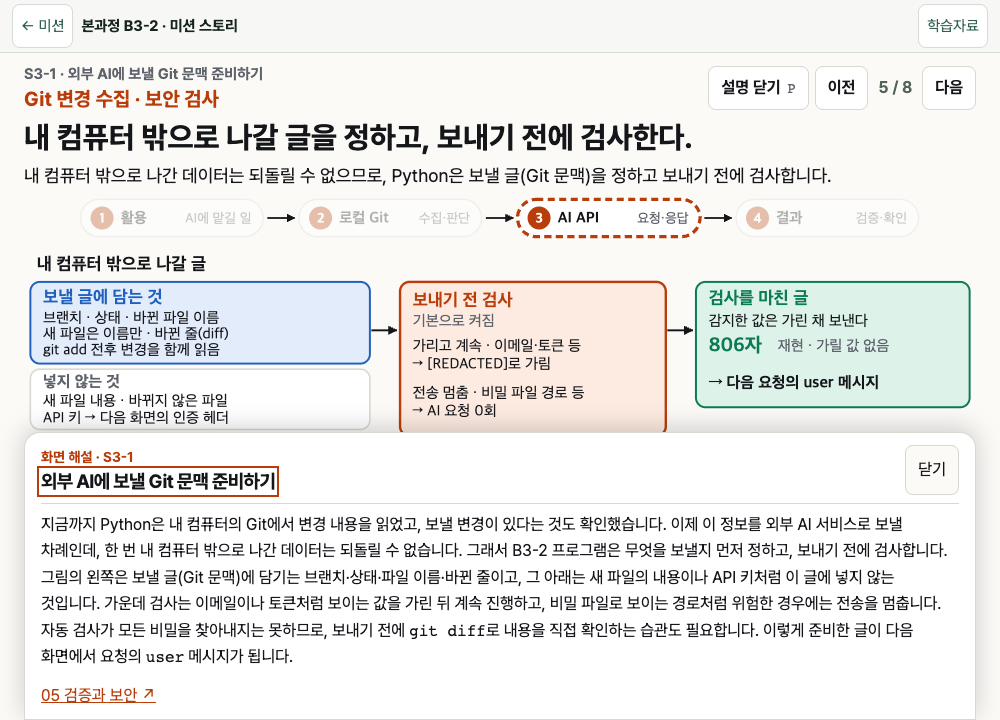 ← 미션
본과정 B3-2 · 미션 스토리
학습자료
S3-1 · 외부 AI에 보낼 Git 문맥 준비하기
Git 변경 수집 · 보안 검사
설명 닫기 P
이전
5 / 8
다음
내 컴퓨터 밖으로 나갈 글을 정하고, 보내기 전에 검사한다.
내 컴퓨터 밖으로 나간 데이터는 되돌릴 수 없으므로, Python은 보낼 글(Git 문맥)을 정하고 보내기 전에 검사합니다.
1 활용 AI에 맡길 일
2 로컬 Git 수집·판단
3 AI API 요청·응답
4 결과 검증·확인
내 컴퓨터 밖으로 나갈 글
보낼 글에 담는 것
브랜치 · 상태 · 바뀐 파일 이름
새 파일은 이름만 · 바뀐 줄(diff)
git add 전후 변경을 함께 읽음
넣지 않는 것
새 파일 내용 · 바뀌지 않은 파일
API 키 → 다음 화면의 인증 헤더
보내기 전 검사
기본으로 켜짐
가리고 계속 · 이메일·토큰 등
→ [REDACTED]로 가림
전송 멈춤 · 비밀 파일 경로 등
→ AI 요청 0회
검사를 마친 글
감지한 값은 가린 채 보낸다
806자 재현 · 가릴 값 없음
→ 다음 요청의 user 메시지
화면 해설 · S3-1
외부 AI에 보낼 Git 문맥 준비하기
닫기
지금까지 Python은 내 컴퓨터의 Git에서 변경 내용을 읽었고, 보낼 변경이 있다는 것도 확인했습니다. 이제 이 정보를 외부 AI 서비스로 보낼
차례인데, 한 번 내 컴퓨터 밖으로 나간 데이터는 되돌릴 수 없습니다. 그래서 B3-2 프로그램은 무엇을 보낼지 먼저 정하고, 보내기 전에 검사합니다.
그림의 왼쪽은 보낼 글(Git 문맥)에 담기는 브랜치·상태·파일 이름·바뀐 줄이고, 그 아래는 새 파일의 내용이나 API 키처럼 이 글에 넣지 않는
것입니다. 가운데 검사는 이메일이나 토큰처럼 보이는 값을 가린 뒤 계속 진행하고, 비밀 파일로 보이는 경로처럼 위험한 경우에는 전송을 멈춥니다.
자동 검사가 모든 비밀을 찾아내지는 못하므로, 보내기 전에 git diff로 내용을 직접 확인하는 습관도 필요합니다. 이렇게 준비한 글이 다음
화면에서 요청의 user 메시지가 됩니다.
05 검증과 보안 ↗